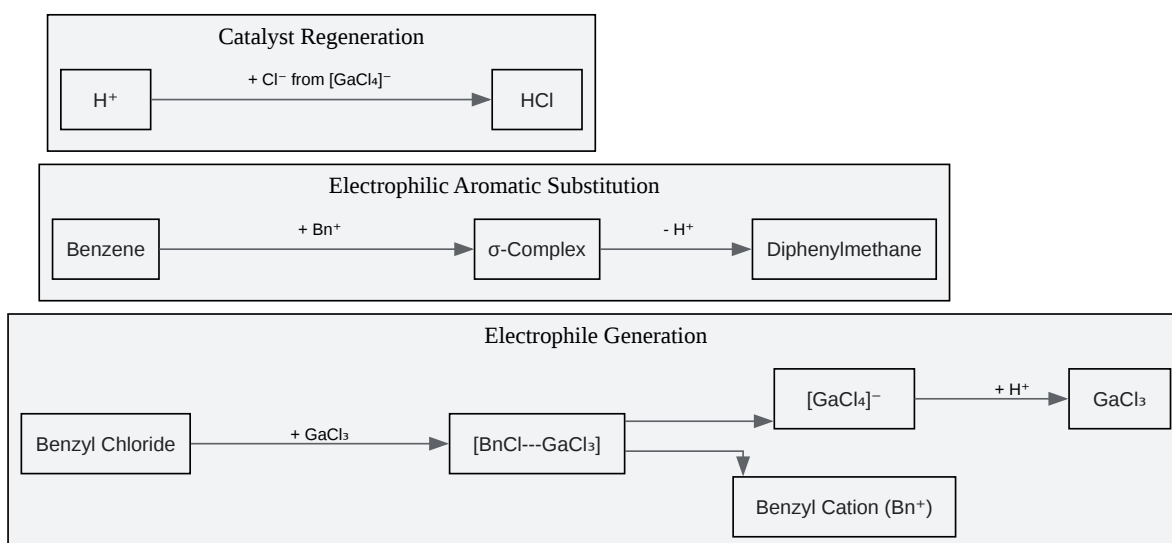 Catalyst Regeneration
+ Cl⁻ from [GaCl₄]⁻
H⁺
HCl
Electrophilic Aromatic Substitution
+ Bn⁺
- H⁺
Benzene
σ-Complex
Diphenylmethane
Electrophile Generation
[GaCl₄]⁻
+ H⁺
GaCl₃
Benzyl Chloride
+ GaCl₃
[BnCl---GaCl₃]
Benzyl Cation (Bn⁺)